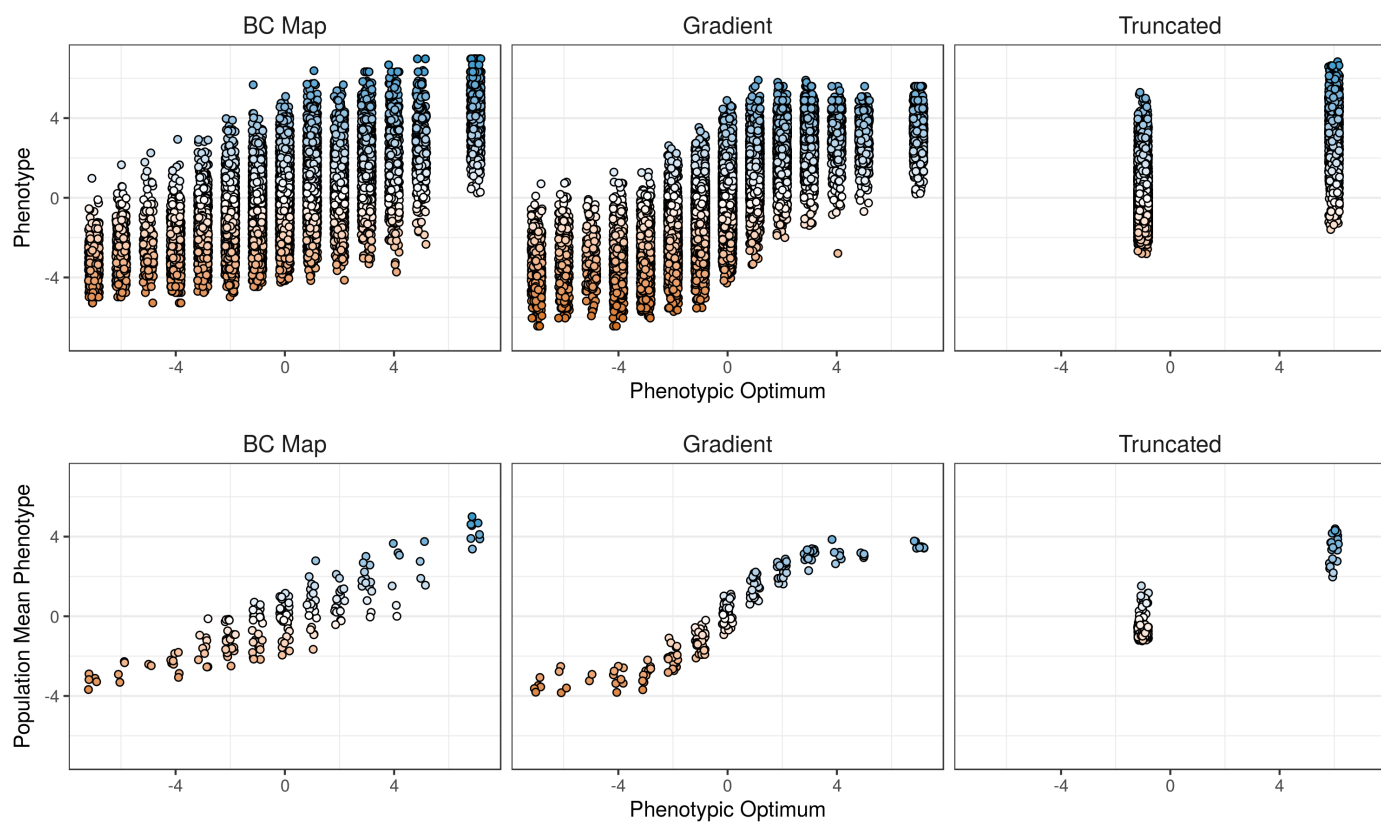 BC Map Gradient Truncated
Phenotype
4
0
-4
-4 0 4 -4 0 4 -4 0 4
Phenotypic Optimum
BC Map Gradient Truncated
Population Mean Phenotype
4
0
-4
-4 0 4 -4 0 4 -4 0 4
Phenotypic Optimum